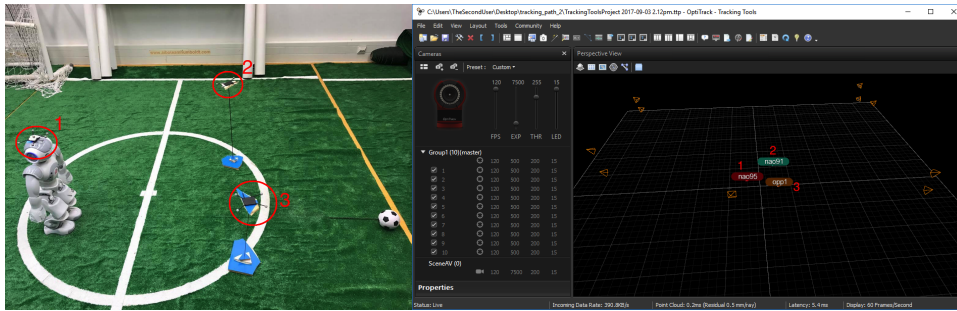 1
2
3
C:\Users\TheSecondUser\Desktop\tracking_path_2\TrackingToolsProject 2017-09-03 2.12pm.ttp - OptiTrack - Tracking Tools
File Edit View Layout Tools Community Help
Cameras
Perspective View
Preset: Custom
120 7500 255 15
FPS EXP THR LED
Group1 (10)(master)
120 500 200 15
1 120 500 200 15
2 120 500 200 15
3 120 500 200 15
4 120 500 200 15
5 120 500 200 15
6 120 500 200 15
7 120 500 200 15
8 120 500 200 15
9 120 500 200 15
10 120 500 200 15
SceneAV (0)
120 7500 200 15
Properties
2
nao91
1
nao95
opp1
3
Status: Live
Incoming Data Rate: 390.8KB/s
Point Cloud: 0.2ms (Residual 0.5 mm/ray)
Latency: 5.4 ms
Display: 60 Frames/Second